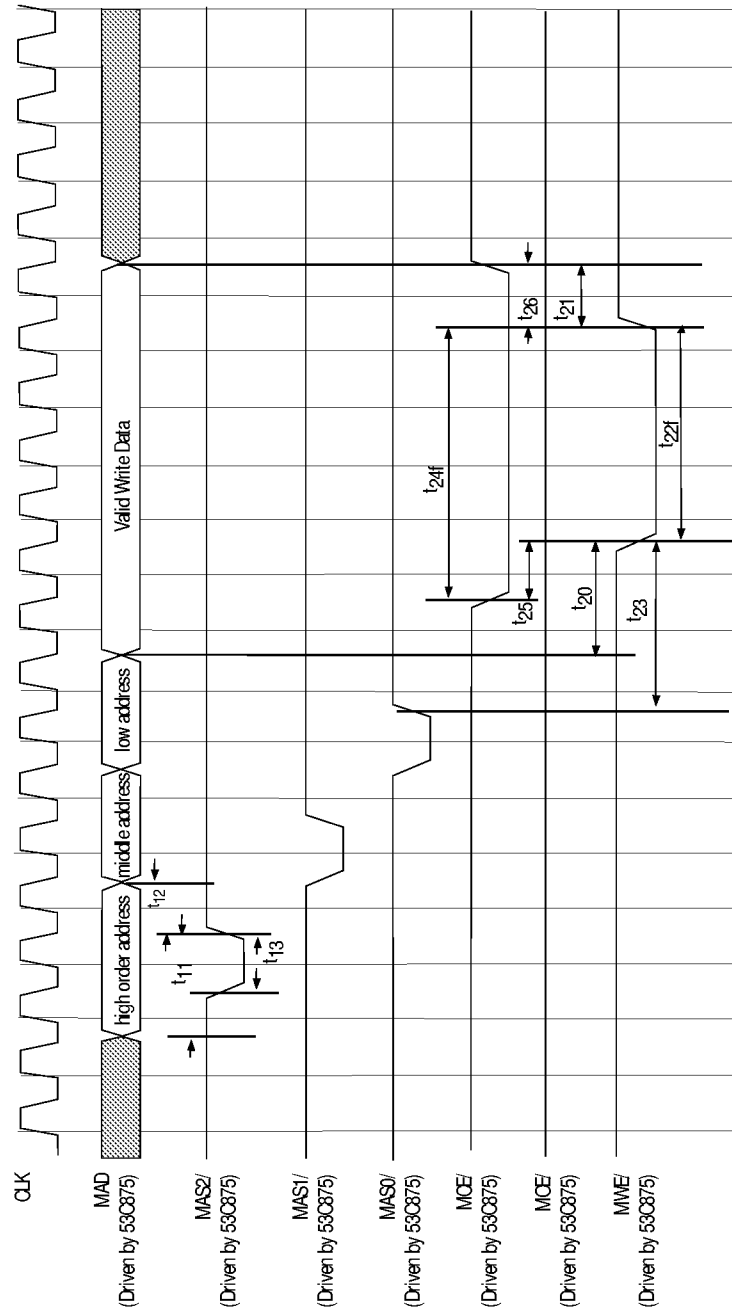 CLK
MAD
(Driven by 53C875)
high order address
middle address
low address
Valid Write Data
MAS2/
(Driven by 53C875)
t11
t12
t13
MAS1/
(Driven by 53C875)
MAS0/
(Driven by 53C875)
MCE/
(Driven by 53C875)
t24f
MCE/
(Driven by 53C875)
t25
t26
t20
t21
MWE/
(Driven by 53C875)
t23
t22f